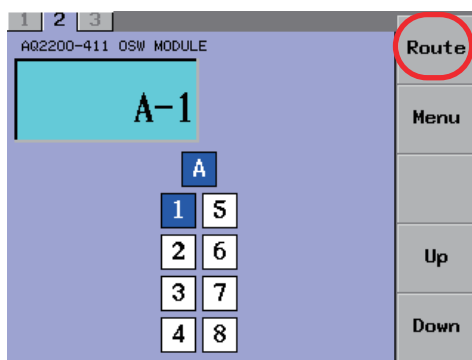 1 2 3
AQ2200-411 OSW MODULE
A-1
A
1 5
2 6
3 7
4 8
Route
Menu
Up
Down